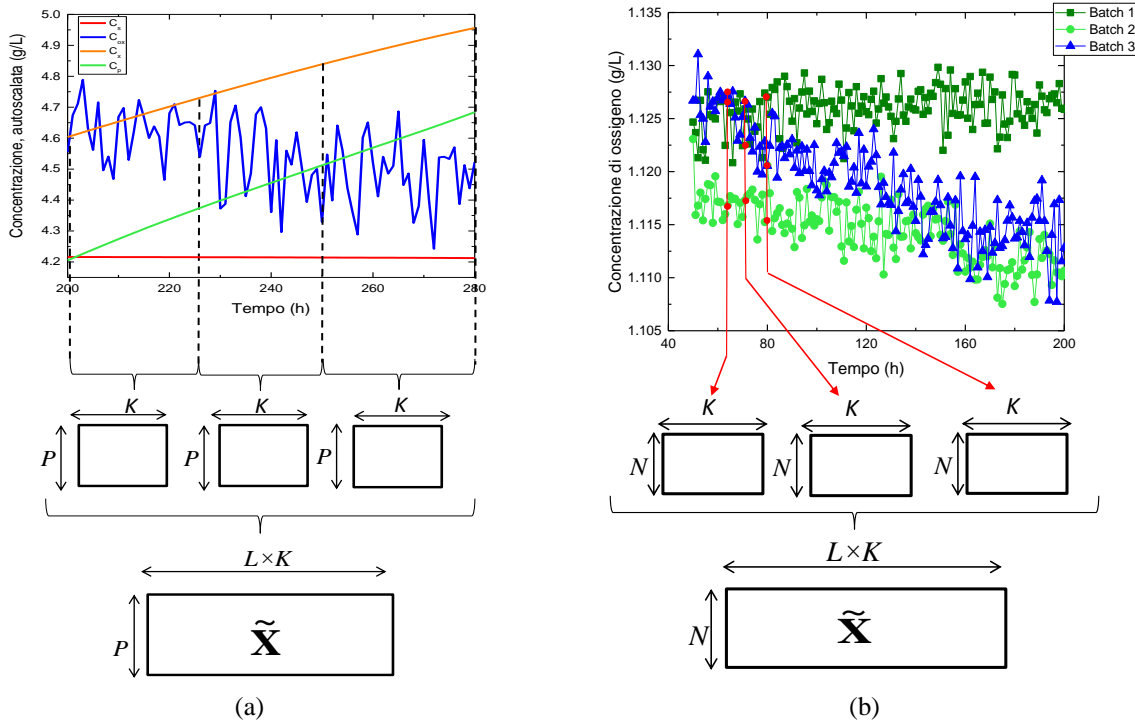 C_s
C_ox
C_x
C_p
Concentrazione, autoscalata (g/L)
5.0
4.9
4.8
4.7
4.6
4.5
4.4
4.3
4.2
200 220 240 260 280
Tempo (h)
K K K
P P P
L×K
P X̃
(a)
Batch 1
Batch 2
Batch 3
Concentrazione di ossigeno (g/L)
1.135
1.130
1.125
1.120
1.115
1.110
1.105
40 80 120 160 200
Tempo (h)
K K K
N N N
L×K
N X̃
(b)